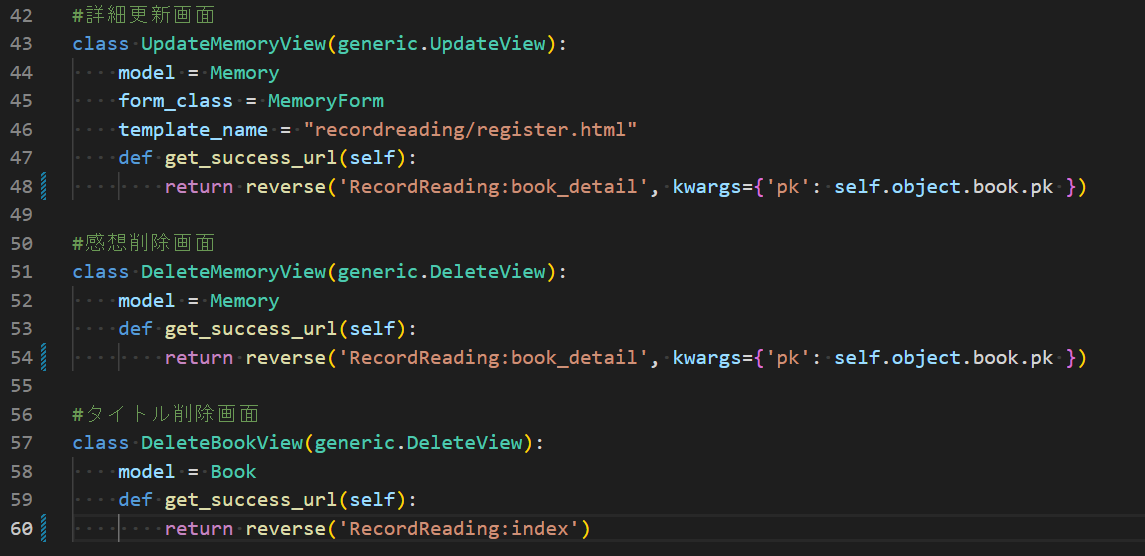 42 #詳細更新画面
43 class UpdateMemoryView(generic.UpdateView):
44     model = Memory
45     form_class = MemoryForm
46     template_name = "recordreading/register.html"
47     def get_success_url(self):
48         return reverse('RecordReading:book_detail', kwargs={'pk': self.object.book.pk })
49
50 #感想削除画面
51 class DeleteMemoryView(generic.DeleteView):
52     model = Memory
53     def get_success_url(self):
54         return reverse('RecordReading:book_detail', kwargs={'pk': self.object.book.pk })
55
56 #タイトル削除画面
57 class DeleteBookView(generic.DeleteView):
58     model = Book
59     def get_success_url(self):
60         return reverse('RecordReading:index')